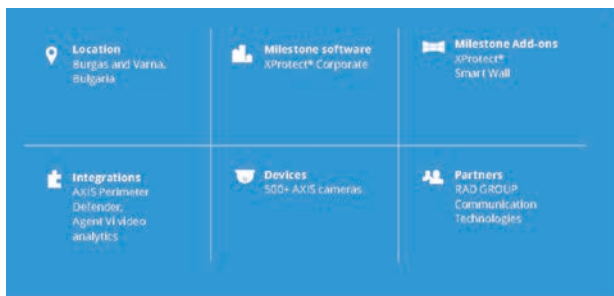 Location
Burgas and Varna,
Bulgaria
Milestone software
XProtect® Corporate
Milestone Add-ons
XProtect®
Smart Wall
Integrations
AXIS Perimeter
Defender,
Agent Vi video
analytics
Devices
500+ AXIS cameras
Partners
RAD GROUP
Communication
Technologies